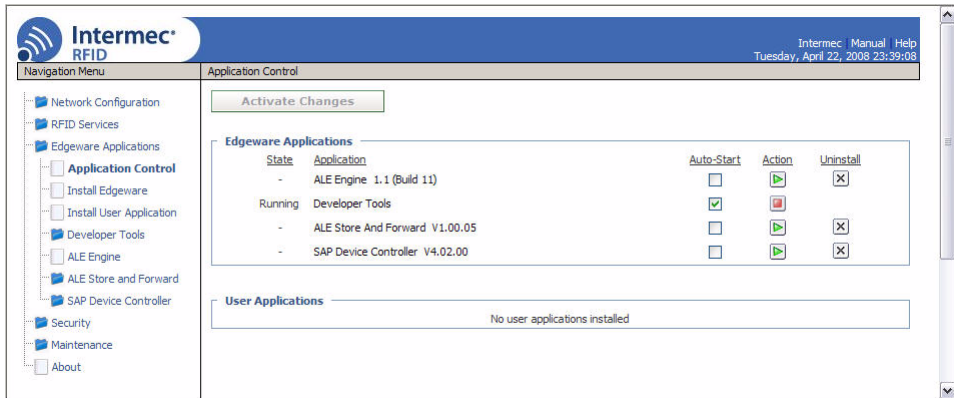 Intermec
RFID
Intermec | Manual | Help
Tuesday, April 22, 2008 23:39:08
Navigation Menu
Application Control
Network Configuration
RFID Services
Edgeware Applications
Application Control
Install Edgeware
Install User Application
Developer Tools
ALE Engine
ALE Store and Forward
SAP Device Controller
Security
Maintenance
About
Activate Changes
Edgeware Applications
State Application Auto-Start Action Uninstall
- ALE Engine 1.1 (Build 11)
Running Developer Tools
- ALE Store And Forward V1.00.05
- SAP Device Controller V4.02.00
User Applications
No user applications installed